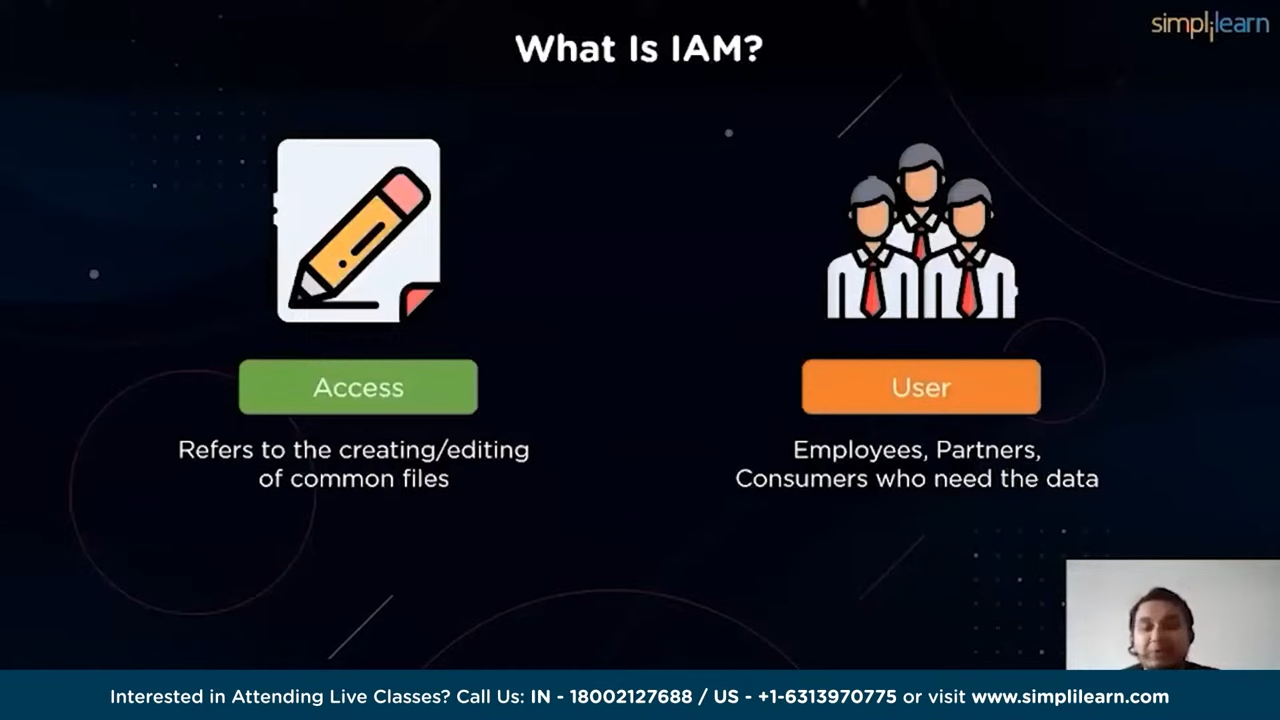 What Is IAM?
simplilearn
Access
Refers to the creating/editing
of common files
User
Employees, Partners,
Consumers who need the data
Interested in Attending Live Classes? Call Us: IN - 18002127688 / US - +1-6313970775 or visit www.simplilearn.com